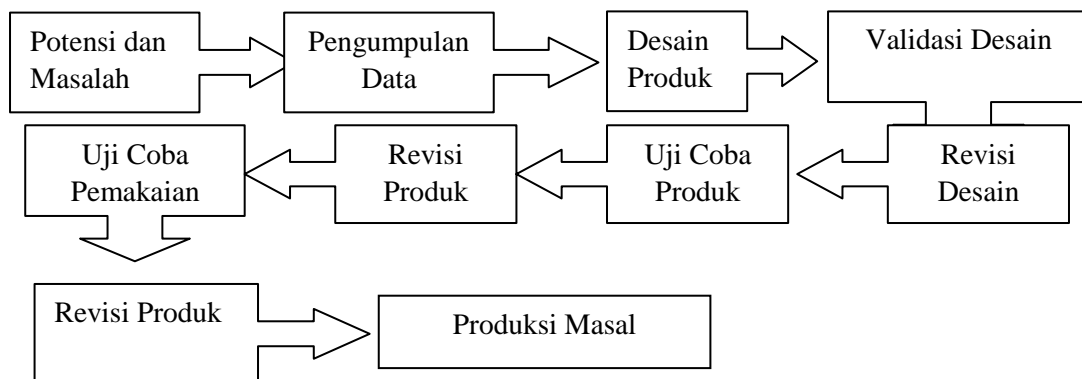 Potensi dan
Masalah
Pengumpulan
Data
Desain
Produk
Validasi Desain
Revisi
Desain
Uji Coba
Produk
Revisi
Produk
Uji Coba
Pemakaian
Revisi Produk
Produksi Masal